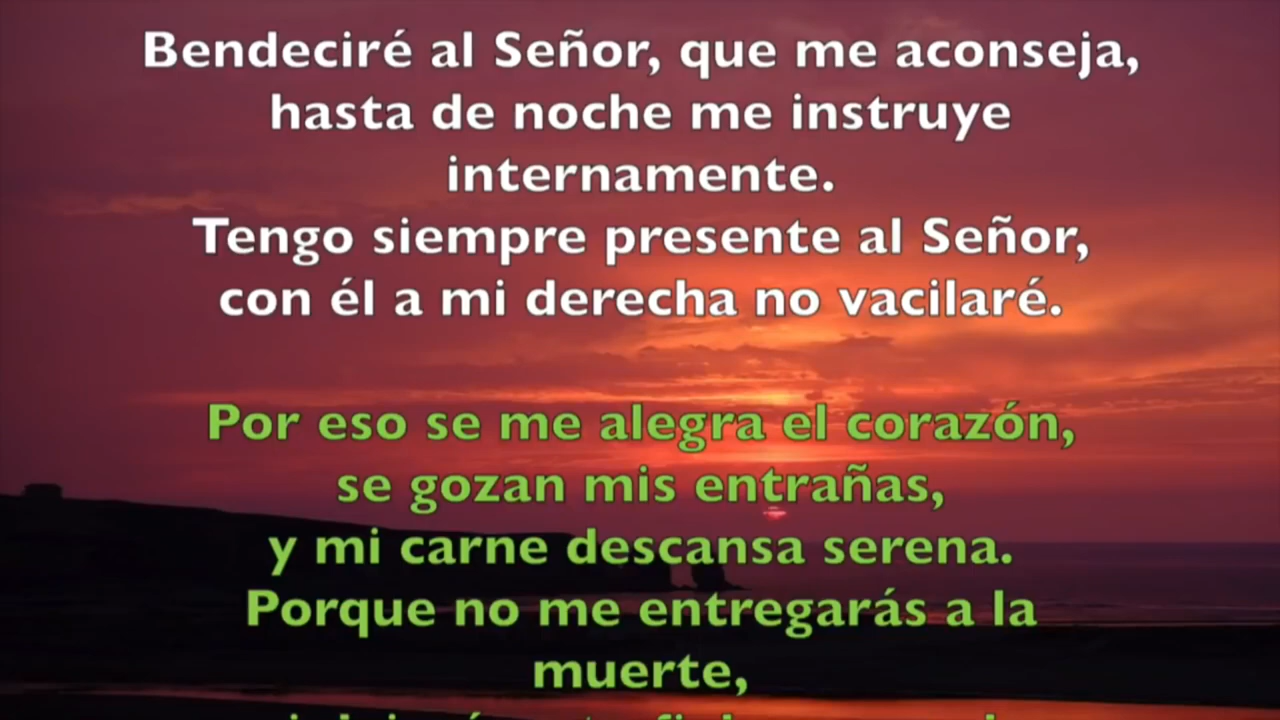 Bendeciré al Señor, que me aconseja,
hasta de noche me instruye
internamente.
Tengo siempre presente al Señor,
con él a mi derecha no vacilaré.
Por eso se me alegra el corazón,
se gozan mis entrañas,
y mi carne descansa serena.
Porque no me entregarás a la
muerte,